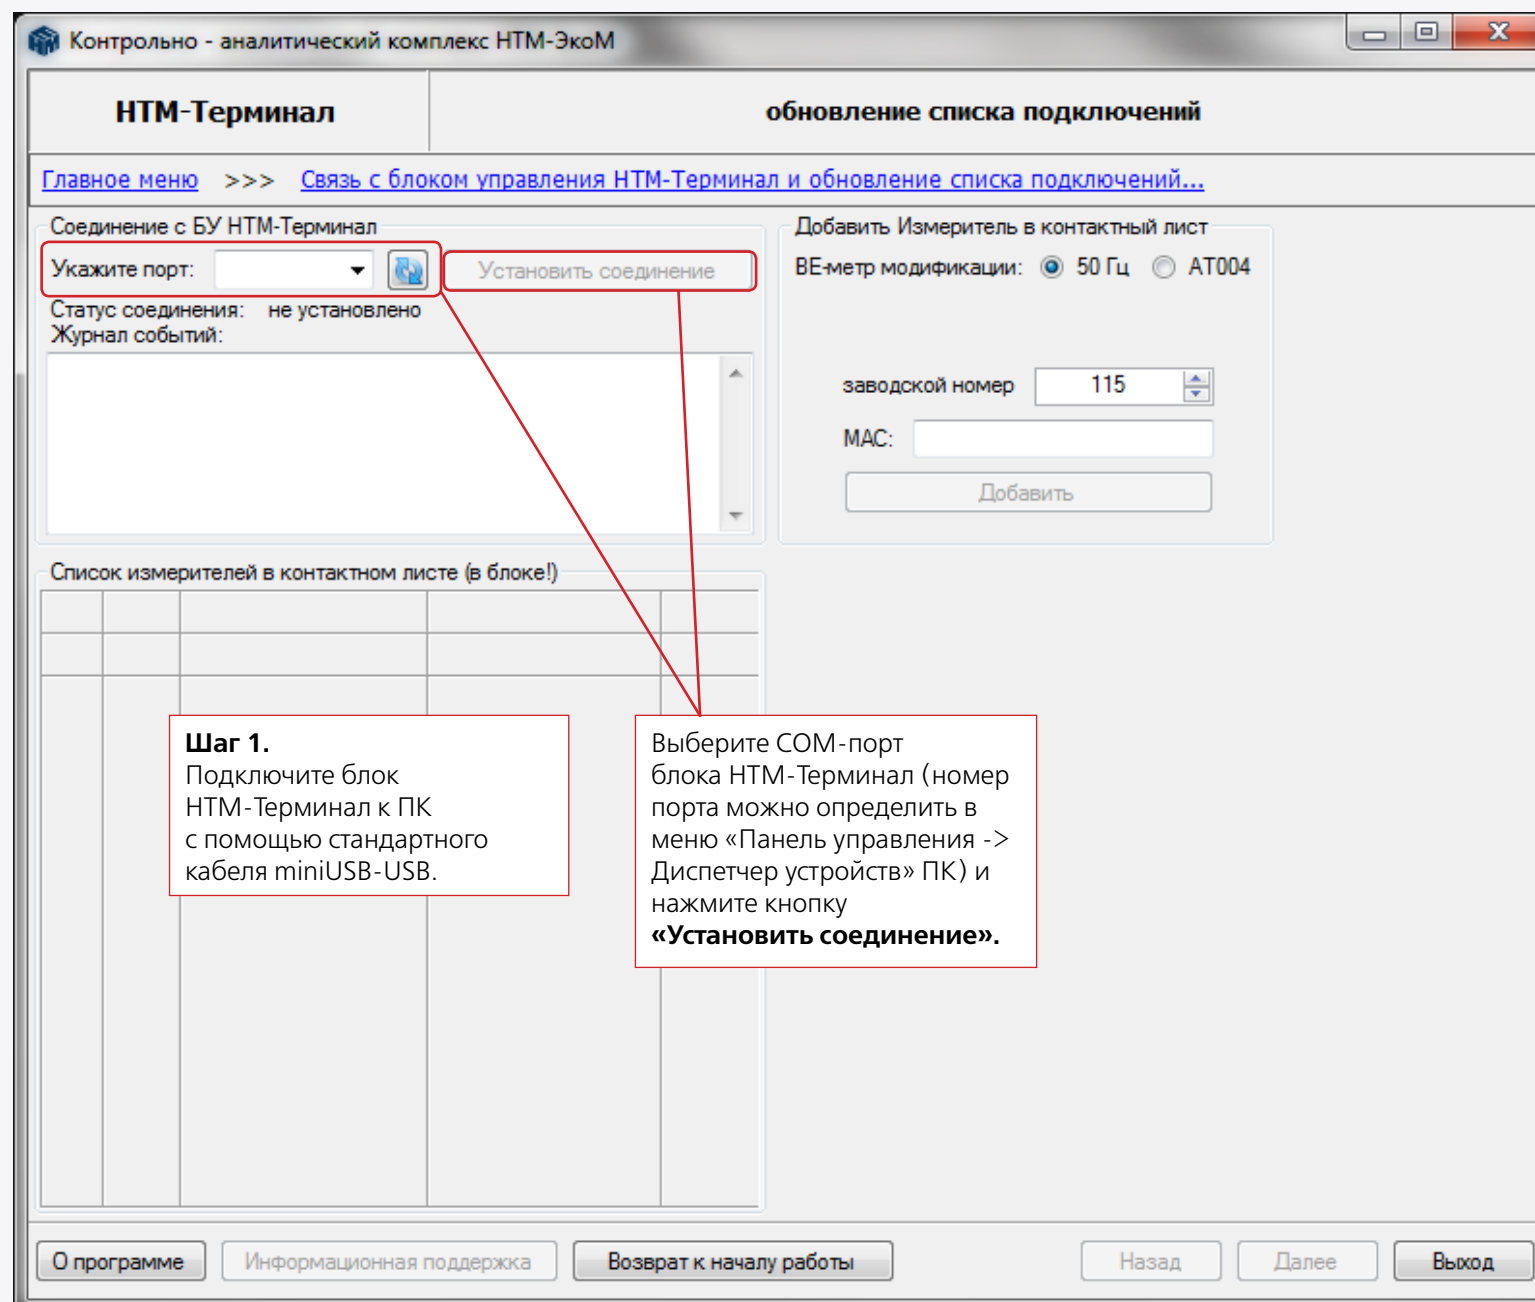 Контрольно - аналитический комплекс НТМ-ЭкоМ
НТМ-Терминал
обновление списка подключений
Главное меню >>> Связь с блоком управления НТМ-Терминал и обновление списка подключений...
Соединение с БУ НТМ-Терминал
Укажите порт:
Установить соединение
Статус соединения: не установлено
Журнал событий:
Добавить Измеритель в контактный лист
ВЕ-метр модификации: 50 Гц АТ004
заводской номер 115
MAC:
Добавить
Список измерителей в контактном листе (в блоке!)
Шаг 1.
Подключите блок
НТМ-Терминал к ПК
с помощью стандартного
кабеля miniUSB-USB.
Выберите COM-порт
блока НТМ-Терминал (номер
порта можно определить в
меню «Панель управления ->
Диспетчер устройств» ПК) и
нажмите кнопку
«Установить соединение».
О программе
Информационная поддержка
Возврат к началу работы
Назад
Далее
Выход